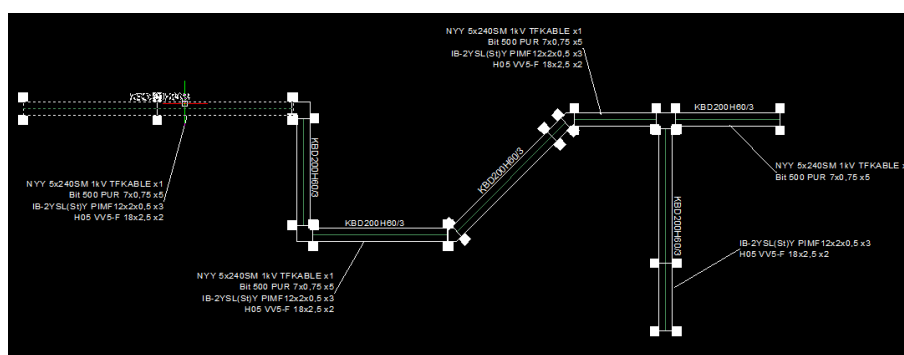 NYY 5x240SM 1kV TFKABLE x1
Bit 500 PUR 7x0,75 x5
IB-2YSL(St)Y PIMF12x2x0,5 x3
H05 VV5-F 18x2,5 x2
KBD200H60/3
NYY 5x240SM 1kV TFKABLE
Bit 500 PUR 7x0,75 x5
KBD200H60/3
NYY 5x240SM 1kV TFKABLE x1
Bit 500 PUR 7x0,75 x5
IB-2YSL(St)Y PIMF12x2x0,5 x3
H05 VV5-F 18x2,5 x2
KBD200H60/3
KBD200H60/3
KBD200H60/3
IB-2YSL(St)Y PIMF12x2x0,5 x3
H05 VV5-F 18x2,5 x2
NYY 5x240SM 1kV TFKABLE x1
Bit 500 PUR 7x0,75 x5
IB-2YSL(St)Y PIMF12x2x0,5 x3
H05 VV5-F 18x2,5 x2